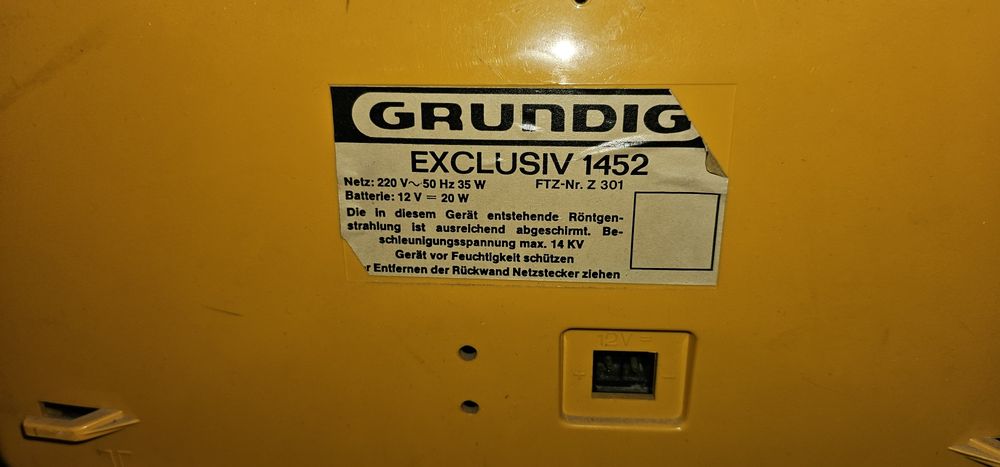 GRUNDIG
EXCLUSIV 1452
Netz: 220 V~ 50 Hz 35 W FTZ-Nr. Z 301
Batterie: 12 V = 20 W
Die in diesem Gerät entstehende Röntgen-
strahlung ist ausreichend abgeschirmt. Be-
schleunigungsspannung max. 14 KV
Gerät vor Feuchtigkeit schützen
r Entfernen der Rückwand Netzstecker ziehen
12V =
+ −